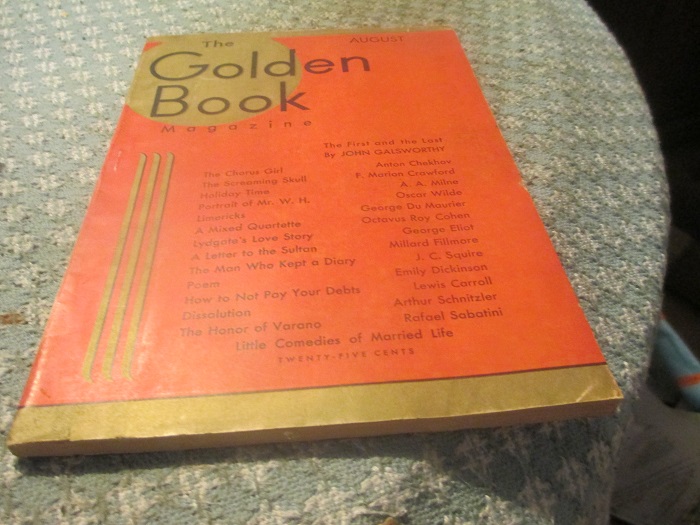 The
AUGUST
Golden
Book
Magazine
The First and the Last
By JOHN GALSWORTHY
The Chorus Girl Anton Chekhov
The Screaming Skull F. Marion Crawford
Holiday Time A. A. Milne
Portrait of Mr. W. H. Oscar Wilde
Limericks George Du Maurier
A Mixed Quartette Octavus Roy Cohen
Lydgate's Love Story George Eliot
A Letter to the Sultan Millard Fillmore
The Man Who Kept a Diary J. C. Squire
Poem Emily Dickinson
How to Not Pay Your Debts Lewis Carroll
Dissolution Arthur Schnitzler
The Honor of Varano Rafael Sabatini
Little Comedies of Married Life
TWENTY-FIVE CENTS